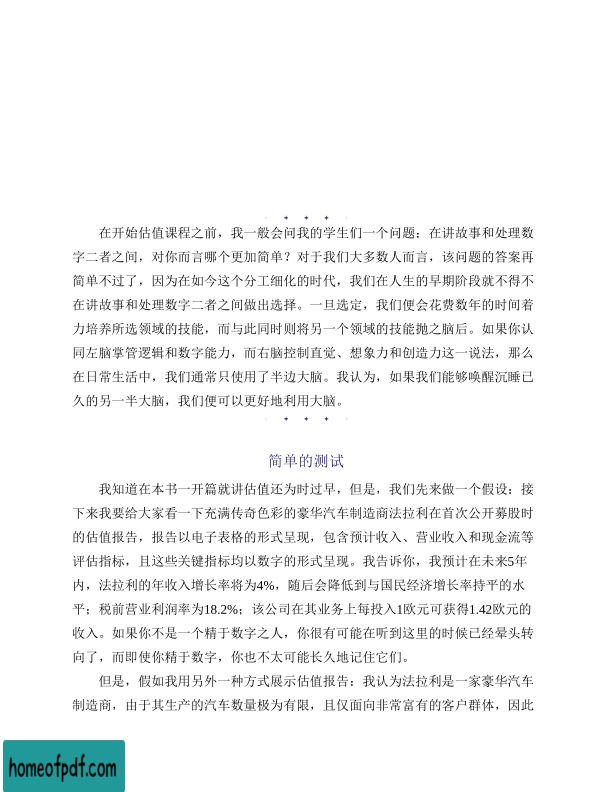 在开始估值课程之前，我一般会问我的学生们一个问题：在讲故事和处理数
字二者之间，对你而言哪个更加简单？对于我们大多数人而言，该问题的答案再
简单不过了，因为在如今这个分工细化的时代，我们在人生的早期阶段就不得不
在讲故事和处理数字二者之间做出选择。一旦选定，我们便会花费数年的时间着
力培养所选领域的技能，而与此同时则将另一个领域的技能抛之脑后。如果你认
同左脑掌管逻辑和数字能力，而右脑控制直觉、想象力和创造力这一说法，那么
在日常生活中，我们通常只使用了半边大脑。我认为，如果我们能够唤醒沉睡已
久的另一半大脑，我们便可以更好地利用大脑。
简单的测试
我知道在本书一开篇就讲估值还为时过早，但是，我们先来做一个假设：接
下来我要给大家看一下充满传奇色彩的豪华汽车制造商法拉利在首次公开募股时
的估值报告，报告以电子表格的形式呈现，包含预计收入、营业收入和现金流等
评估指标，且这些关键指标均以数字的形式呈现。我告诉你，我预计在未来5年
内，法拉利的年收入增长率将为4%，随后会降低到与国民经济增长率持平的水
平；税前营业利润率为18.2%；该公司在其业务上每投入1欧元可获得1.42欧元的
收入。如果你不是一个精于数字之人，你很有可能在听到这里的时候已经晕头转
向了，而即使你精于数字，你也不太可能长久地记住它们。
但是，假如我用另外一种方式展示估值报告：我认为法拉利是一家豪华汽车
制造商，由于其生产的汽车数量极为有限，且仅面向非常富有的客户群体，因此
homeofpdf.com